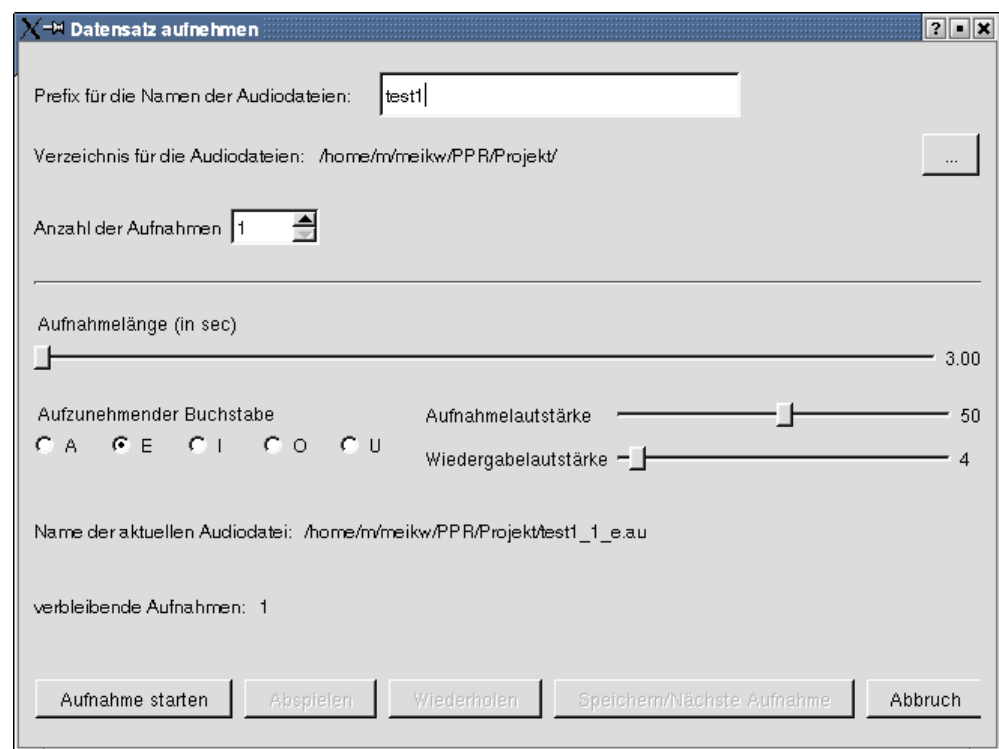 Datensatz aufnehmen
Prefix für die Namen der Audiodateien: test1
Verzeichnis für die Audiodateien: /home/m/meikw/PPR/Projekt/ ...
Anzahl der Aufnahmen 1
Aufnahmelänge (in sec)
3.00
Aufzunehmender Buchstabe
A E I O U
Aufnahmelautstärke 50
Wiedergabelautstärke 4
Name der aktuellen Audiodatei: /home/m/meikw/PPR/Projekt/test1_1_e.au
verbleibende Aufnahmen: 1
Aufnahme starten Abspielen Wiederholen Speichern/Nächste Aufnahme Abbruch